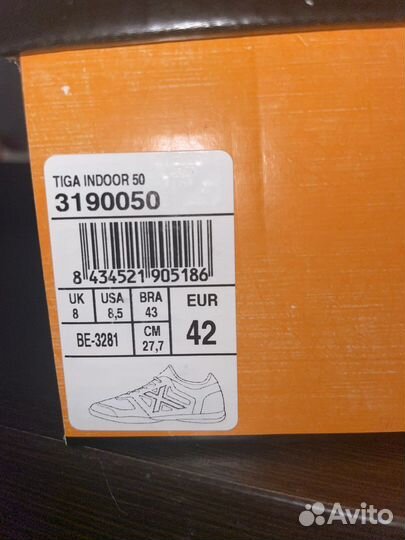 TIGA INDOOR 50
3190050
8 434521 905186
UK USA BRA EUR
8 8,5 43 42
BE-3281 CM 27,7
Avito